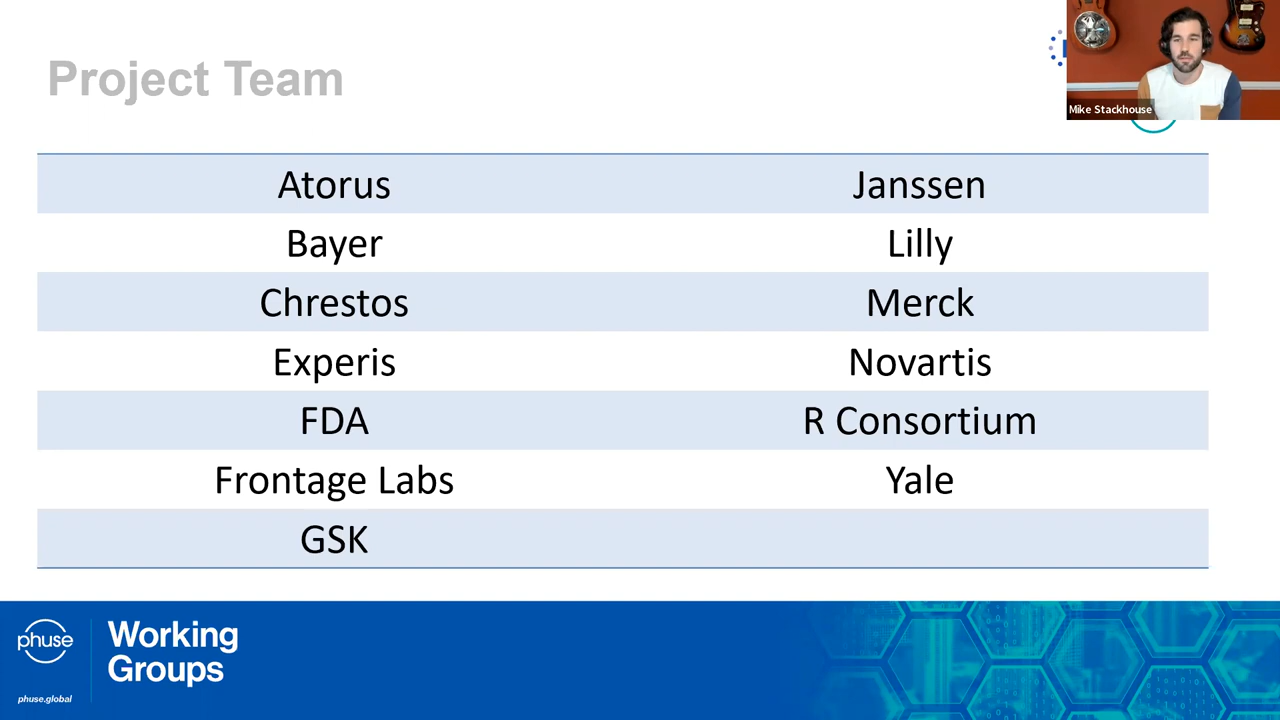 Project Team
Mike Stackhouse
Atorus Janssen
Bayer Lilly
Chrestos Merck
Experis Novartis
FDA R Consortium
Frontage Labs Yale
GSK
phuse
Working
Groups
phuse.global